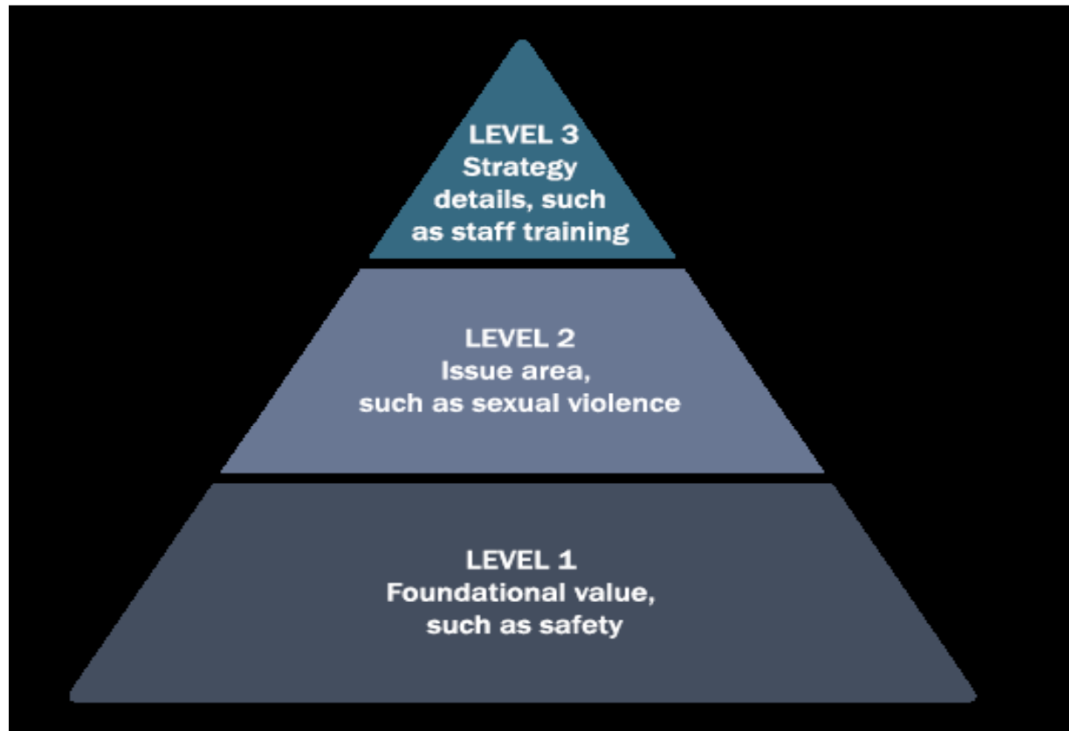 LEVEL 3
Strategy
details, such
as staff training
LEVEL 2
Issue area,
such as sexual violence
LEVEL 1
Foundational value,
such as safety